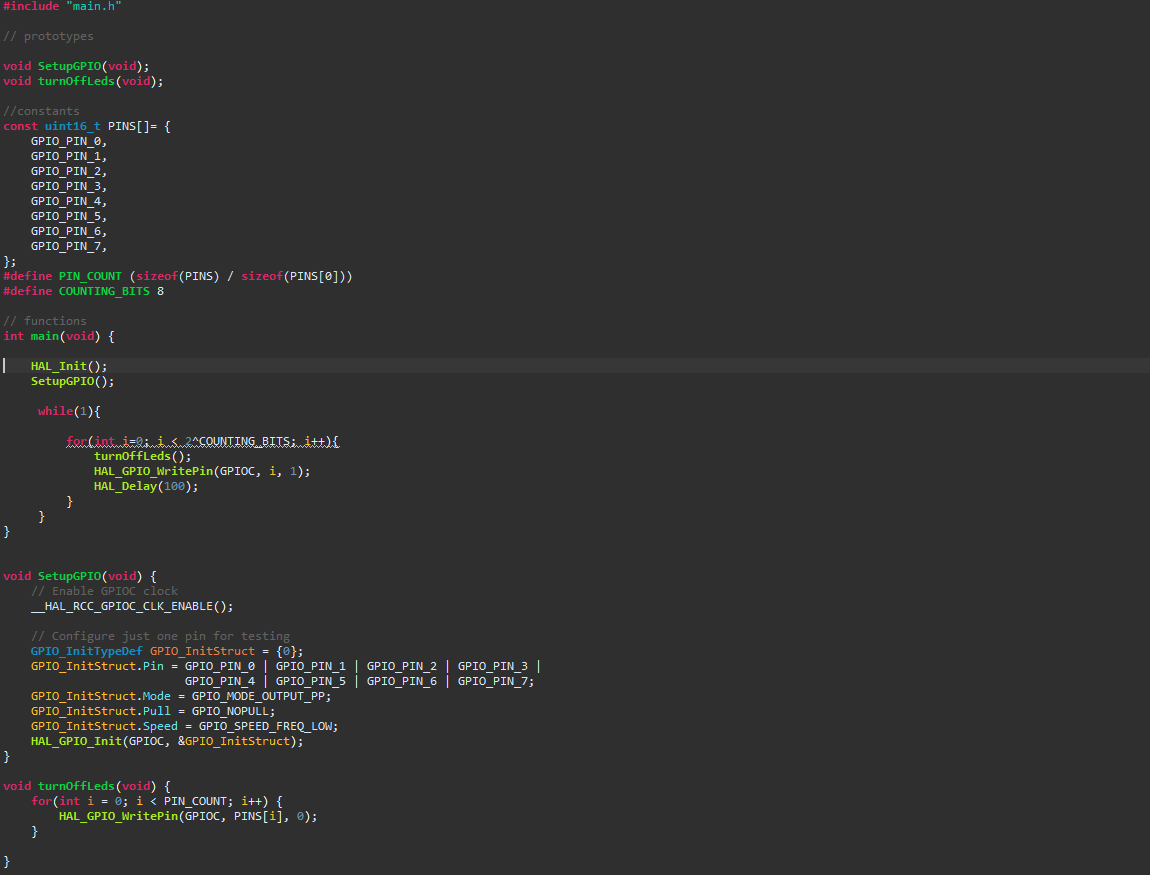 #include "main.h"
// prototypes
void SetupGPIO(void);
void turnOffLeds(void);
//constants
const uint16_t PINS[]= {
    GPIO_PIN_0,
    GPIO_PIN_1,
    GPIO_PIN_2,
    GPIO_PIN_3,
    GPIO_PIN_4,
    GPIO_PIN_5,
    GPIO_PIN_6,
    GPIO_PIN_7,
};
#define PIN_COUNT (sizeof(PINS) / sizeof(PINS[0]))
#define COUNTING_BITS 8
// functions
int main(void) {
    HAL_Init();
    SetupGPIO();
     while(1){
         for(int i=0; i < 2^COUNTING_BITS; i++){
             turnOffLeds();
             HAL_GPIO_WritePin(GPIOC, i, 1);
             HAL_Delay(100);
         }
     }
}
void SetupGPIO(void) {
    // Enable GPIOC clock
    __HAL_RCC_GPIOC_CLK_ENABLE();
    // Configure just one pin for testing
    GPIO_InitTypeDef GPIO_InitStruct = {0};
    GPIO_InitStruct.Pin = GPIO_PIN_0 | GPIO_PIN_1 | GPIO_PIN_2 | GPIO_PIN_3 |
                          GPIO_PIN_4 | GPIO_PIN_5 | GPIO_PIN_6 | GPIO_PIN_7;
    GPIO_InitStruct.Mode = GPIO_MODE_OUTPUT_PP;
    GPIO_InitStruct.Pull = GPIO_NOPULL;
    GPIO_InitStruct.Speed = GPIO_SPEED_FREQ_LOW;
    HAL_GPIO_Init(GPIOC, &GPIO_InitStruct);
}
void turnOffLeds(void) {
    for(int i = 0; i < PIN_COUNT; i++) {
        HAL_GPIO_WritePin(GPIOC, PINS[i], 0);
    }
}